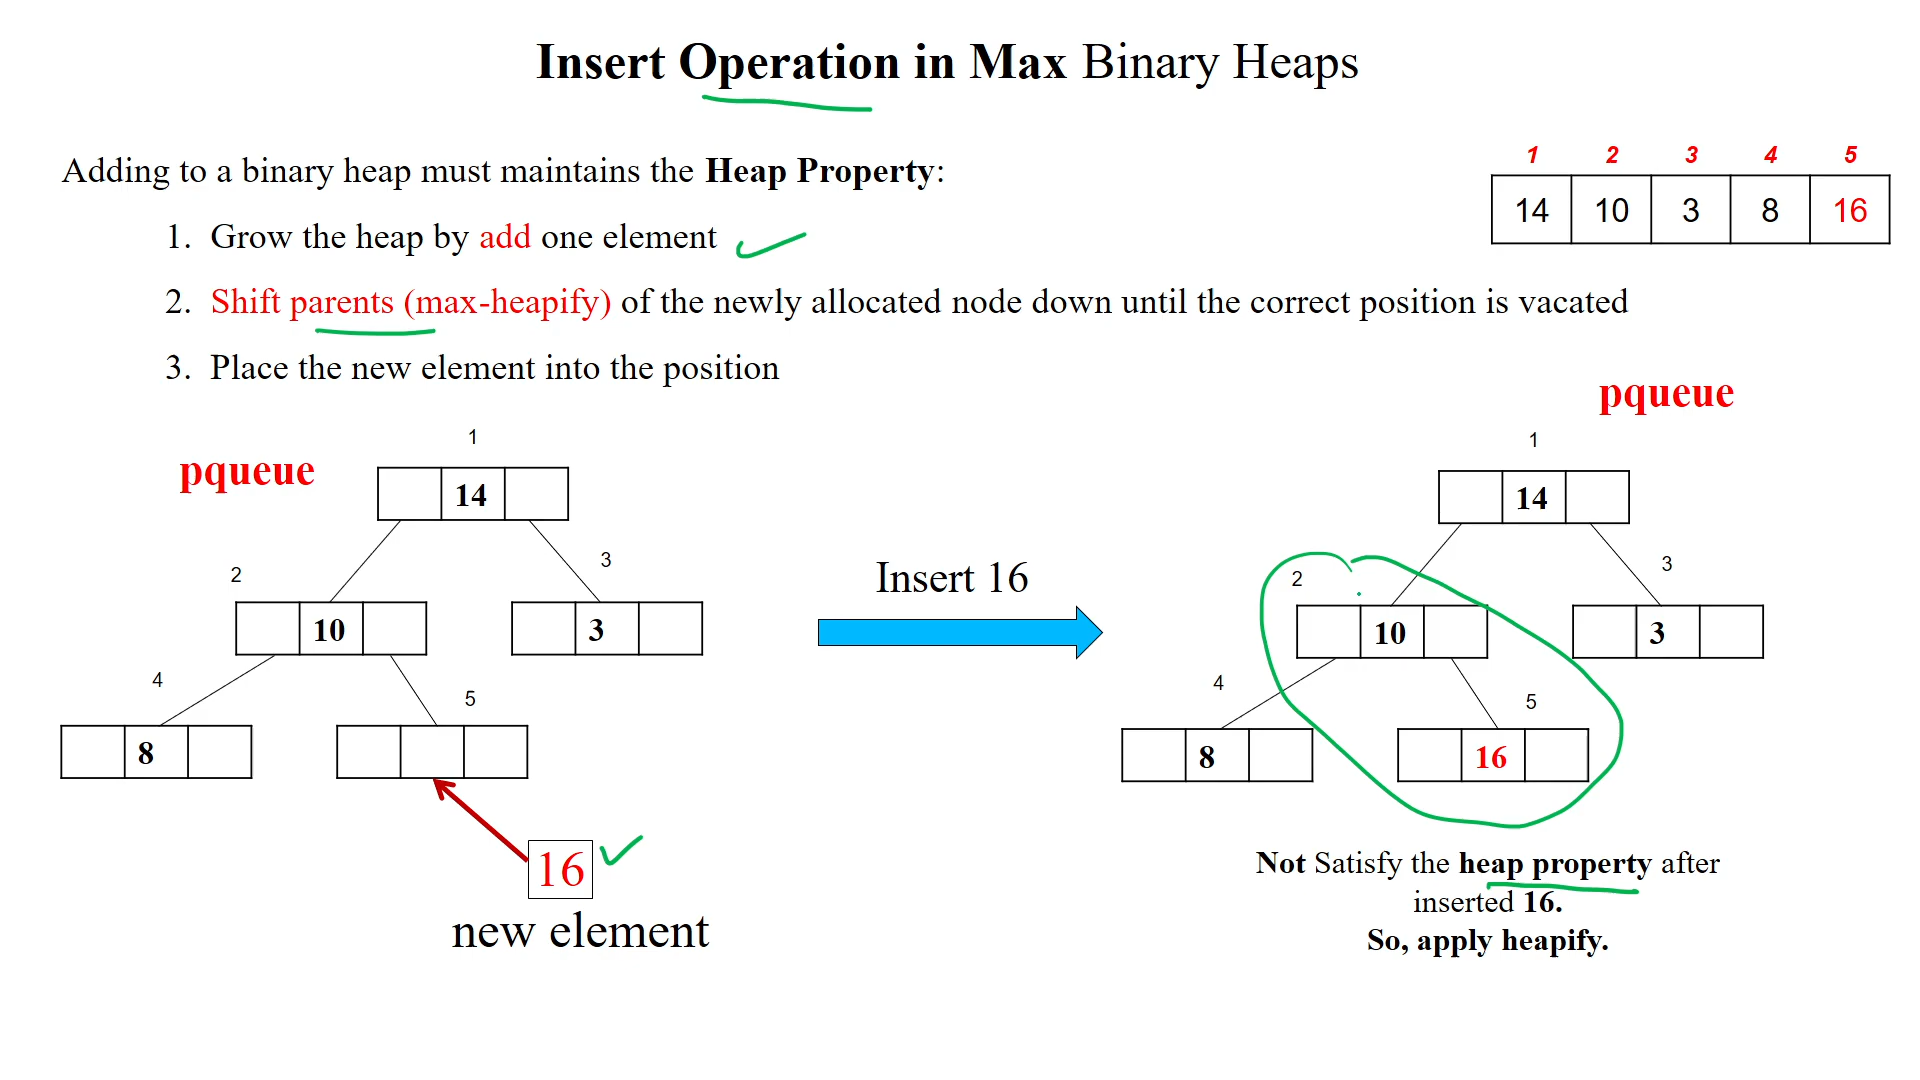 Insert Operation in Max Binary Heaps
Adding to a binary heap must maintains the Heap Property:
1 2 3 4 5
14 10 3 8 16
1. Grow the heap by add one element
2. Shift parents (max-heapify) of the newly allocated node down until the correct position is vacated
3. Place the new element into the position
pqueue
1
14
2
3
10
3
4
5
8
16
new element
Insert 16
pqueue
1
14
2
3
10
3
4
5
8
16
Not Satisfy the heap property after
inserted 16.
So, apply heapify.